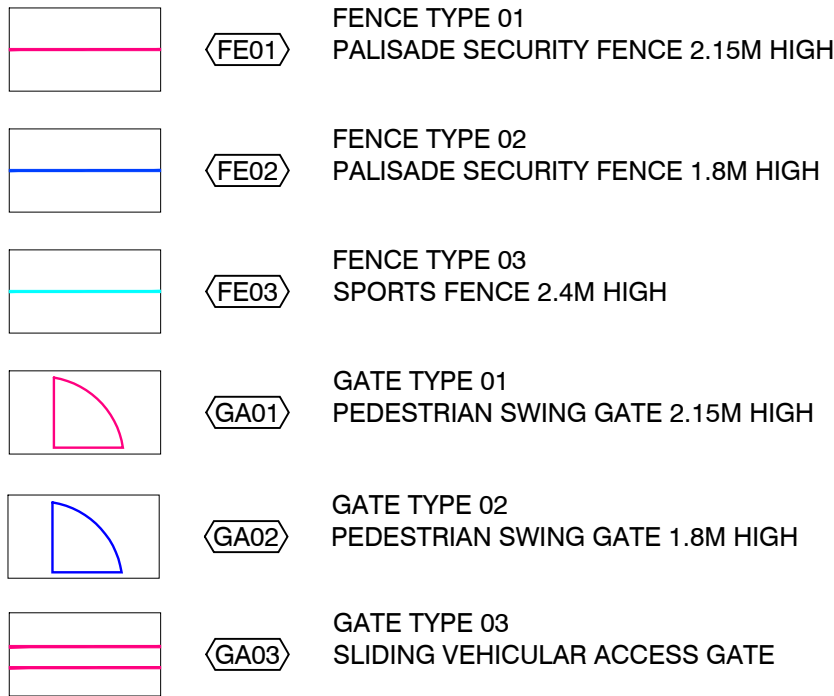 FENCE TYPE 01
FE01 PALISADE SECURITY FENCE 2.15M HIGH
FENCE TYPE 02
FE02 PALISADE SECURITY FENCE 1.8M HIGH
FENCE TYPE 03
FE03 SPORTS FENCE 2.4M HIGH
GATE TYPE 01
GA01 PEDESTRIAN SWING GATE 2.15M HIGH
GATE TYPE 02
GA02 PEDESTRIAN SWING GATE 1.8M HIGH
GATE TYPE 03
GA03 SLIDING VEHICULAR ACCESS GATE